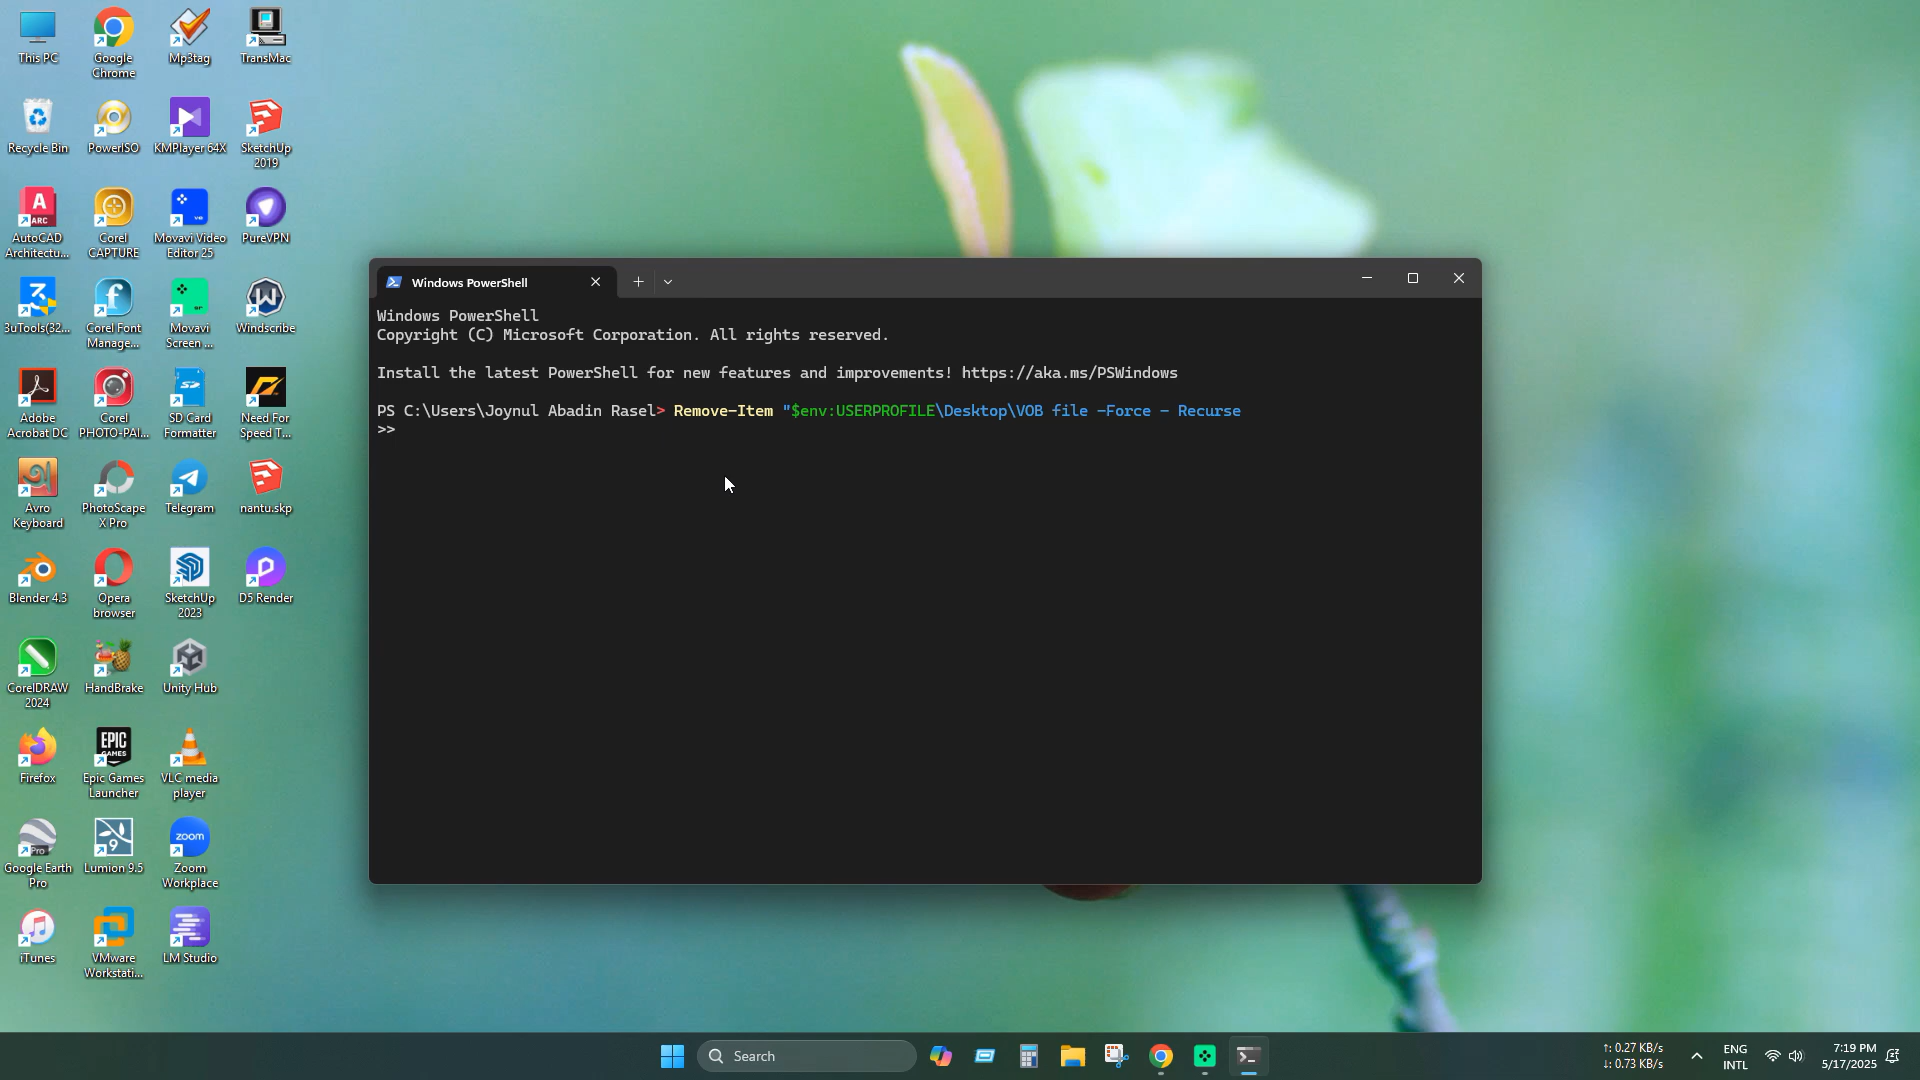 This PC
Google
Chrome
Mp3tag
TransMac
Recycle Bin
PowerISO
KMPlayer 64X
SketchUp
2019
A
ARC
AutoCAD
Architectu...
Corel
CAPTURE
Movavi Video
Editor 25
PureVPN
3uTools(32...
Corel Font
Manage...
Movavi
Screen ...
Windscribe
Adobe
Acrobat DC
Corel
PHOTO-PAI...
SD Card
Formatter
Need For
Speed T...
Avro
Keyboard
PhotoScape
X Pro
Telegram
nantu.skp
Blender 4.3
Opera
browser
SketchUp
2023
D5 Render
CorelDRAW
2024
HandBrake
Unity Hub
Firefox
EPIC
GAMES
Epic Games
Launcher
VLC media
player
Pro
Google Earth
Pro
9
Lumion 9.5
zoom
Zoom
Workplace
iTunes
VMware
Workstati...
LM Studio
Windows PowerShell
Windows PowerShell
Copyright (C) Microsoft Corporation. All rights reserved.
Install the latest PowerShell for new features and improvements! https://aka.ms/PSWindows
PS C:\Users\Joynul Abadin Rasel> Remove-Item "$env:USERPROFILE\Desktop\VOB file -Force - Recurse
>>
Search
↑: 0.27 KB/s
↓: 0.73 KB/s
ENG
INTL
7:19 PM
5/17/2025